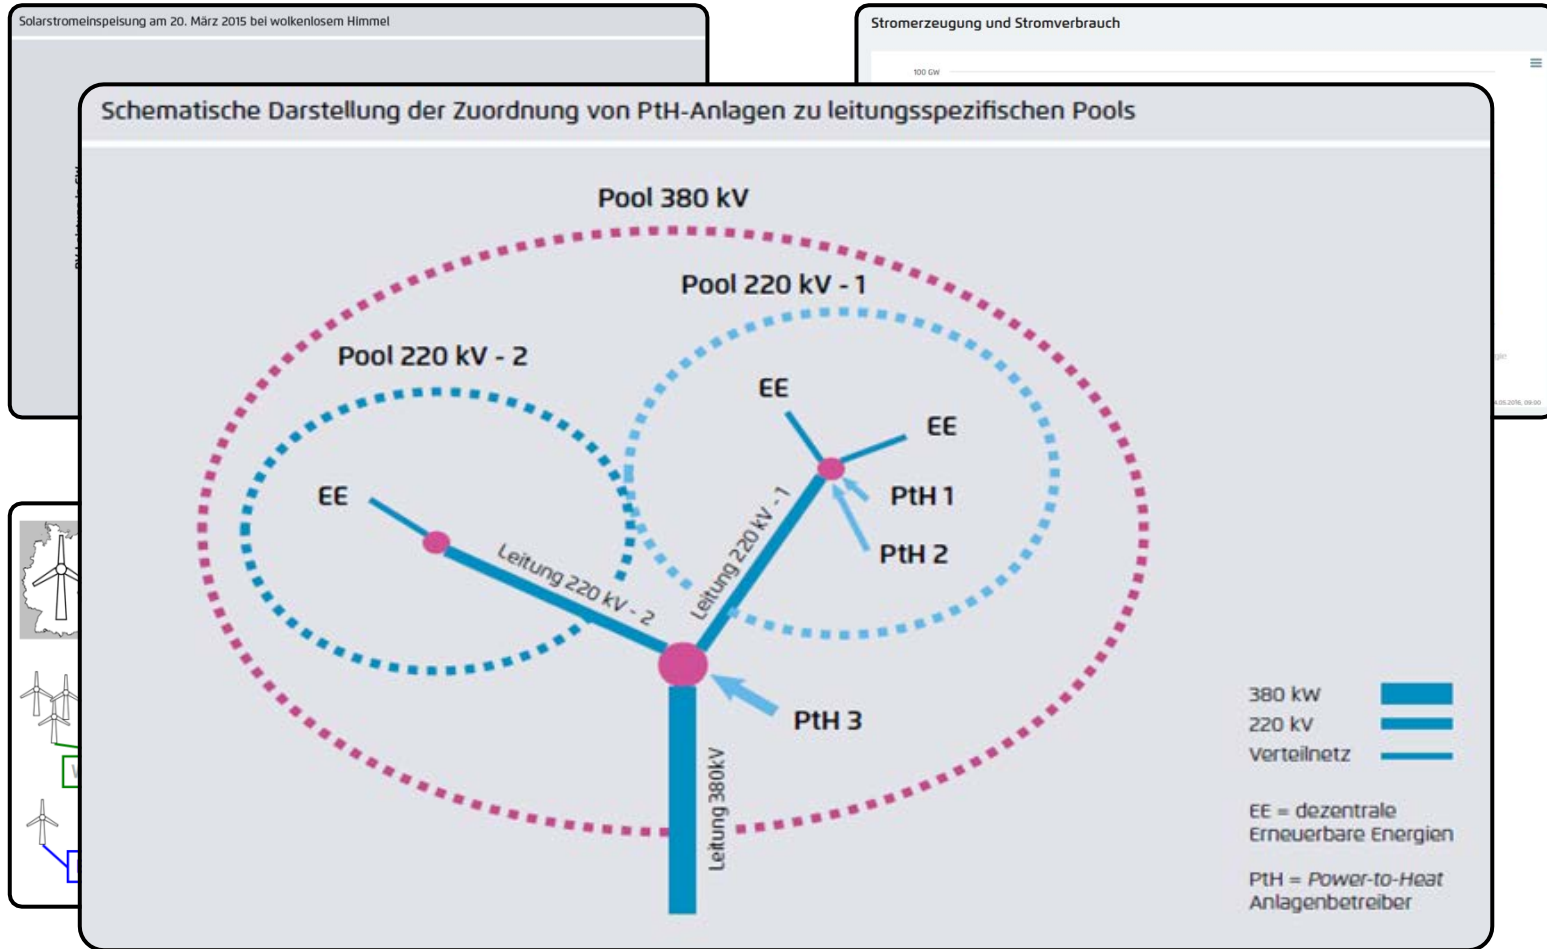 Solarstromeinspeisung am 20. März 2015 bei wolkenlosem Himmel
Stromerzeugung und Stromverbrauch
100 GW
Schematische Darstellung der Zuordnung von PtH-Anlagen zu leitungsspezifischen Pools
Pool 380 kV
Pool 220 kV - 1
Pool 220 kV - 2
EE
EE
EE
PtH 1
PtH 2
Leitung 220 kV - 1
Leitung 220 kV - 2
PtH 3
Leitung 380kV
380 kW
220 kV
Verteilnetz
EE = dezentrale
Erneuerbare Energien
PtH = Power-to-Heat
Anlagenbetreiber